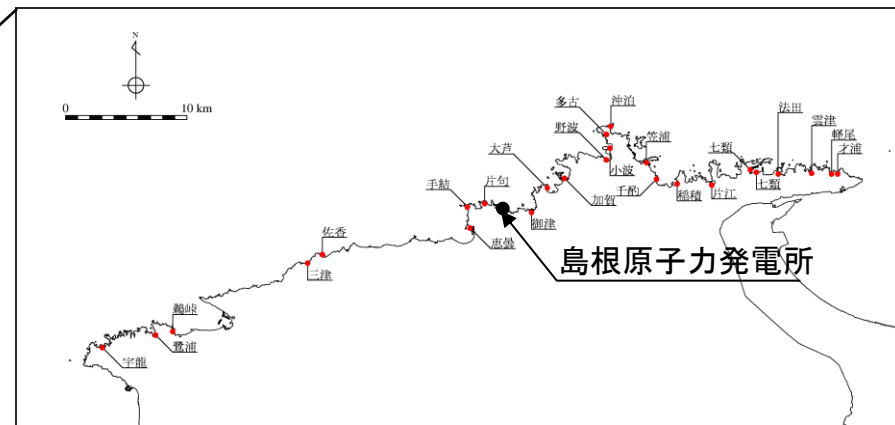 N
0 10 km
沖泊
多古
法田
雲津
野波
笠浦
軽尾
大芦
七類
才浦
小波
七類
手結
片句
加賀
千酌
稲積
片江
御津
佐香
恵曇
島根原子力発電所
三津
鵜峠
鷺浦
宇龍